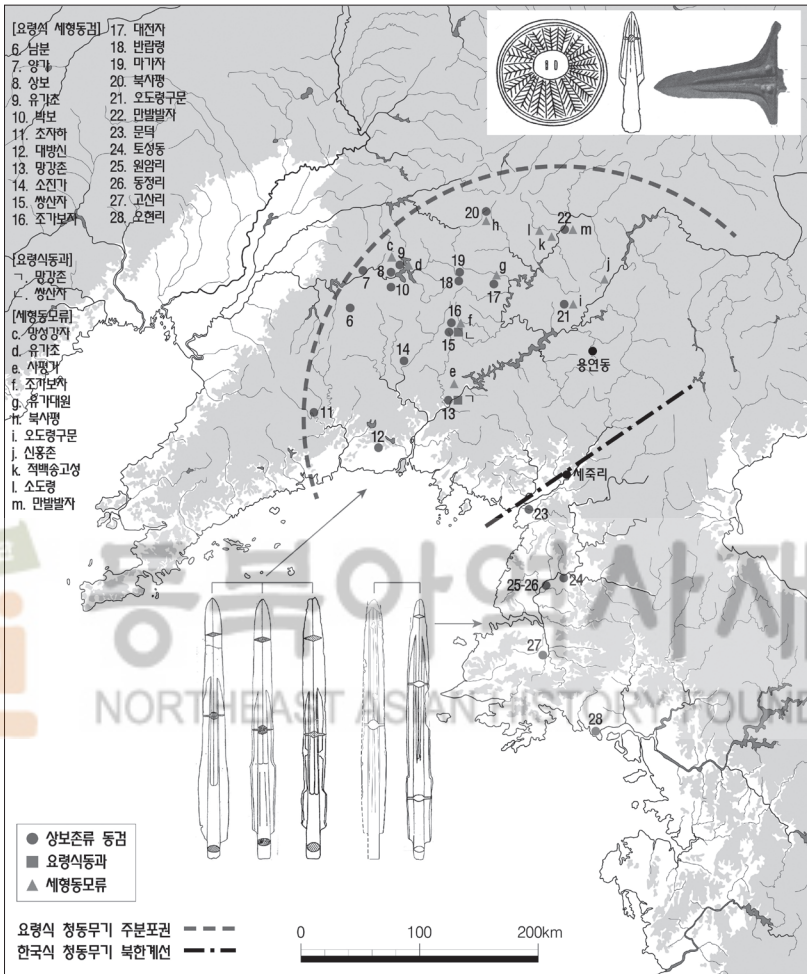 [요령식 세형동검]
6. 남분
7. 양가
8. 상보
9. 유가초
10. 박보
11. 조자하
12. 대방신
13. 망강촌
14. 소진가
15. 쌍산자
16. 조가보자
17. 대전자
18. 반랍령
19. 마가자
20. 북사평
21. 오도령구문
22. 만발발자
23. 문덕
24. 토성동
25. 원암리
26. 동정리
27. 고산리
28. 오현리
[요령식동과]
ㄱ. 망강촌
ㄴ. 쌍산자
[세형동모류]
c. 양성강자
d. 유가조
e. 사평가
f. 조가보자
g. 유가대원
h. 북사평
i. 오도령구문
j. 신흥촌
k. 적백송고성
l. 소도령
m. 만발발자
20
h
l
k
22
m
c
9
d
7
8
10
19
18
g
17
j
6
16
f
15
ㄴ
21
i
14
용연동
e
13
ㄱ
11
12
세죽리
23
25-26
24
27
28
동북아역사재
NORTHEAST ASIAN HISTORY FOUN
상보촌류 동검
요령식동과
세형동모류
요령식 청동무기 주분포권
한국식 청동무기 북한계선
0 100 200km